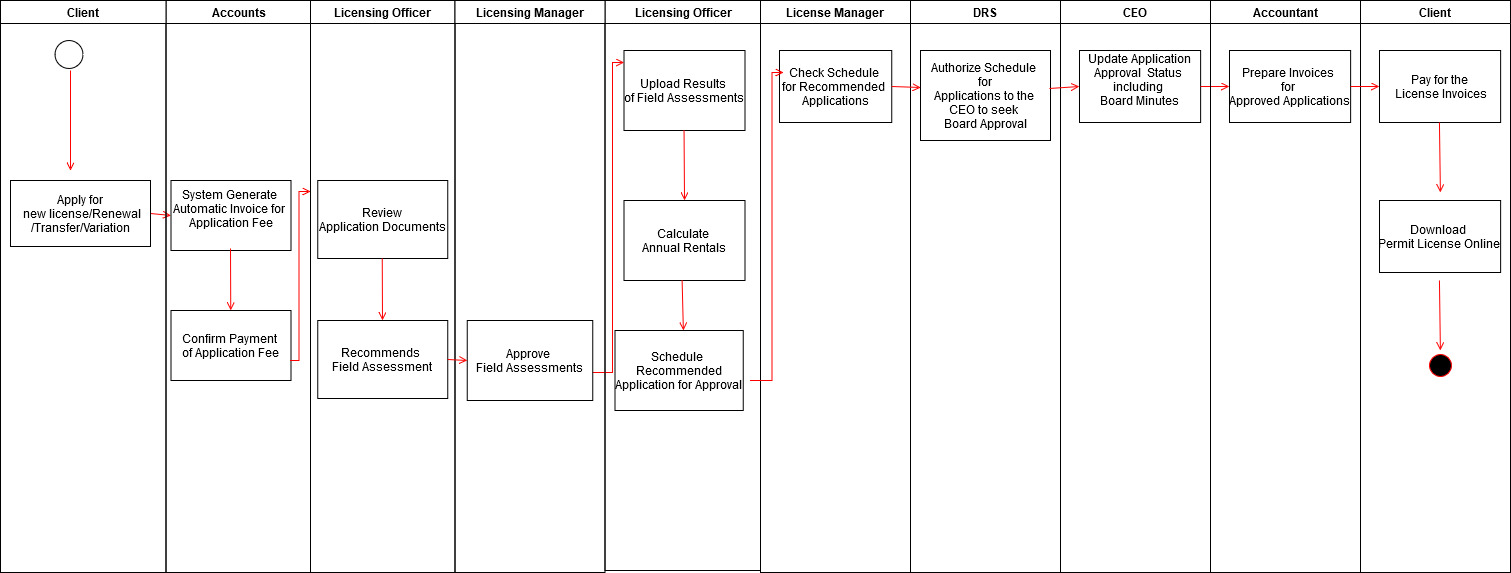 Client
Accounts
Licensing Officer
Licensing Manager
Licensing Officer
License Manager
DRS
CEO
Accountant
Client
Apply for
new license/Renewal
/Transfer/Variation
System Generate
Automatic Invoice for
Application Fee
Confirm Payment
of Application Fee
Review
Application Documents
Recommends
Field Assessment
Approve
Field Assessments
Upload Results
of Field Assessments
Calculate
Annual Rentals
Schedule
Recommended
Application for Approval
Check Schedule
for Recommended
Applications
Authorize Schedule
for
Applications to the
CEO to seek
Board Approval
Update Application
Approval Status
including
Board Minutes
Prepare Invoices
for
Approved Applications
Pay for the
License Invoices
Download
Permit License Online